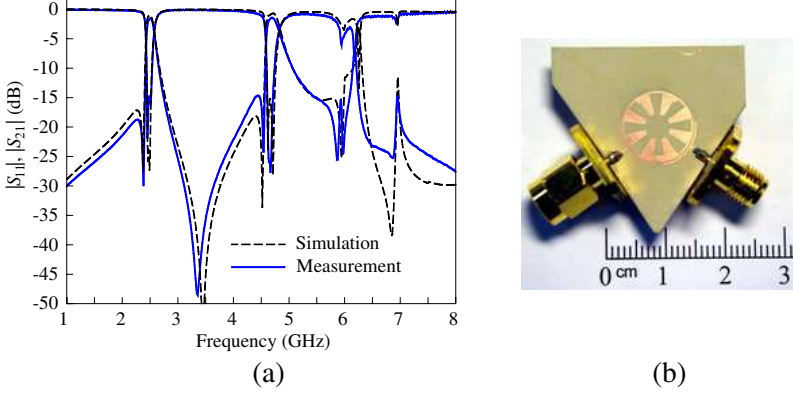 0
-5
-10
-15
-20
-25
-30
-35
-40
-45
-50
|S11|, |S21| (dB)
Simulation
Measurement
1 2 3 4 5 6 7 8
Frequency (GHz)
(a)
0 cm 1 2 3
(b)